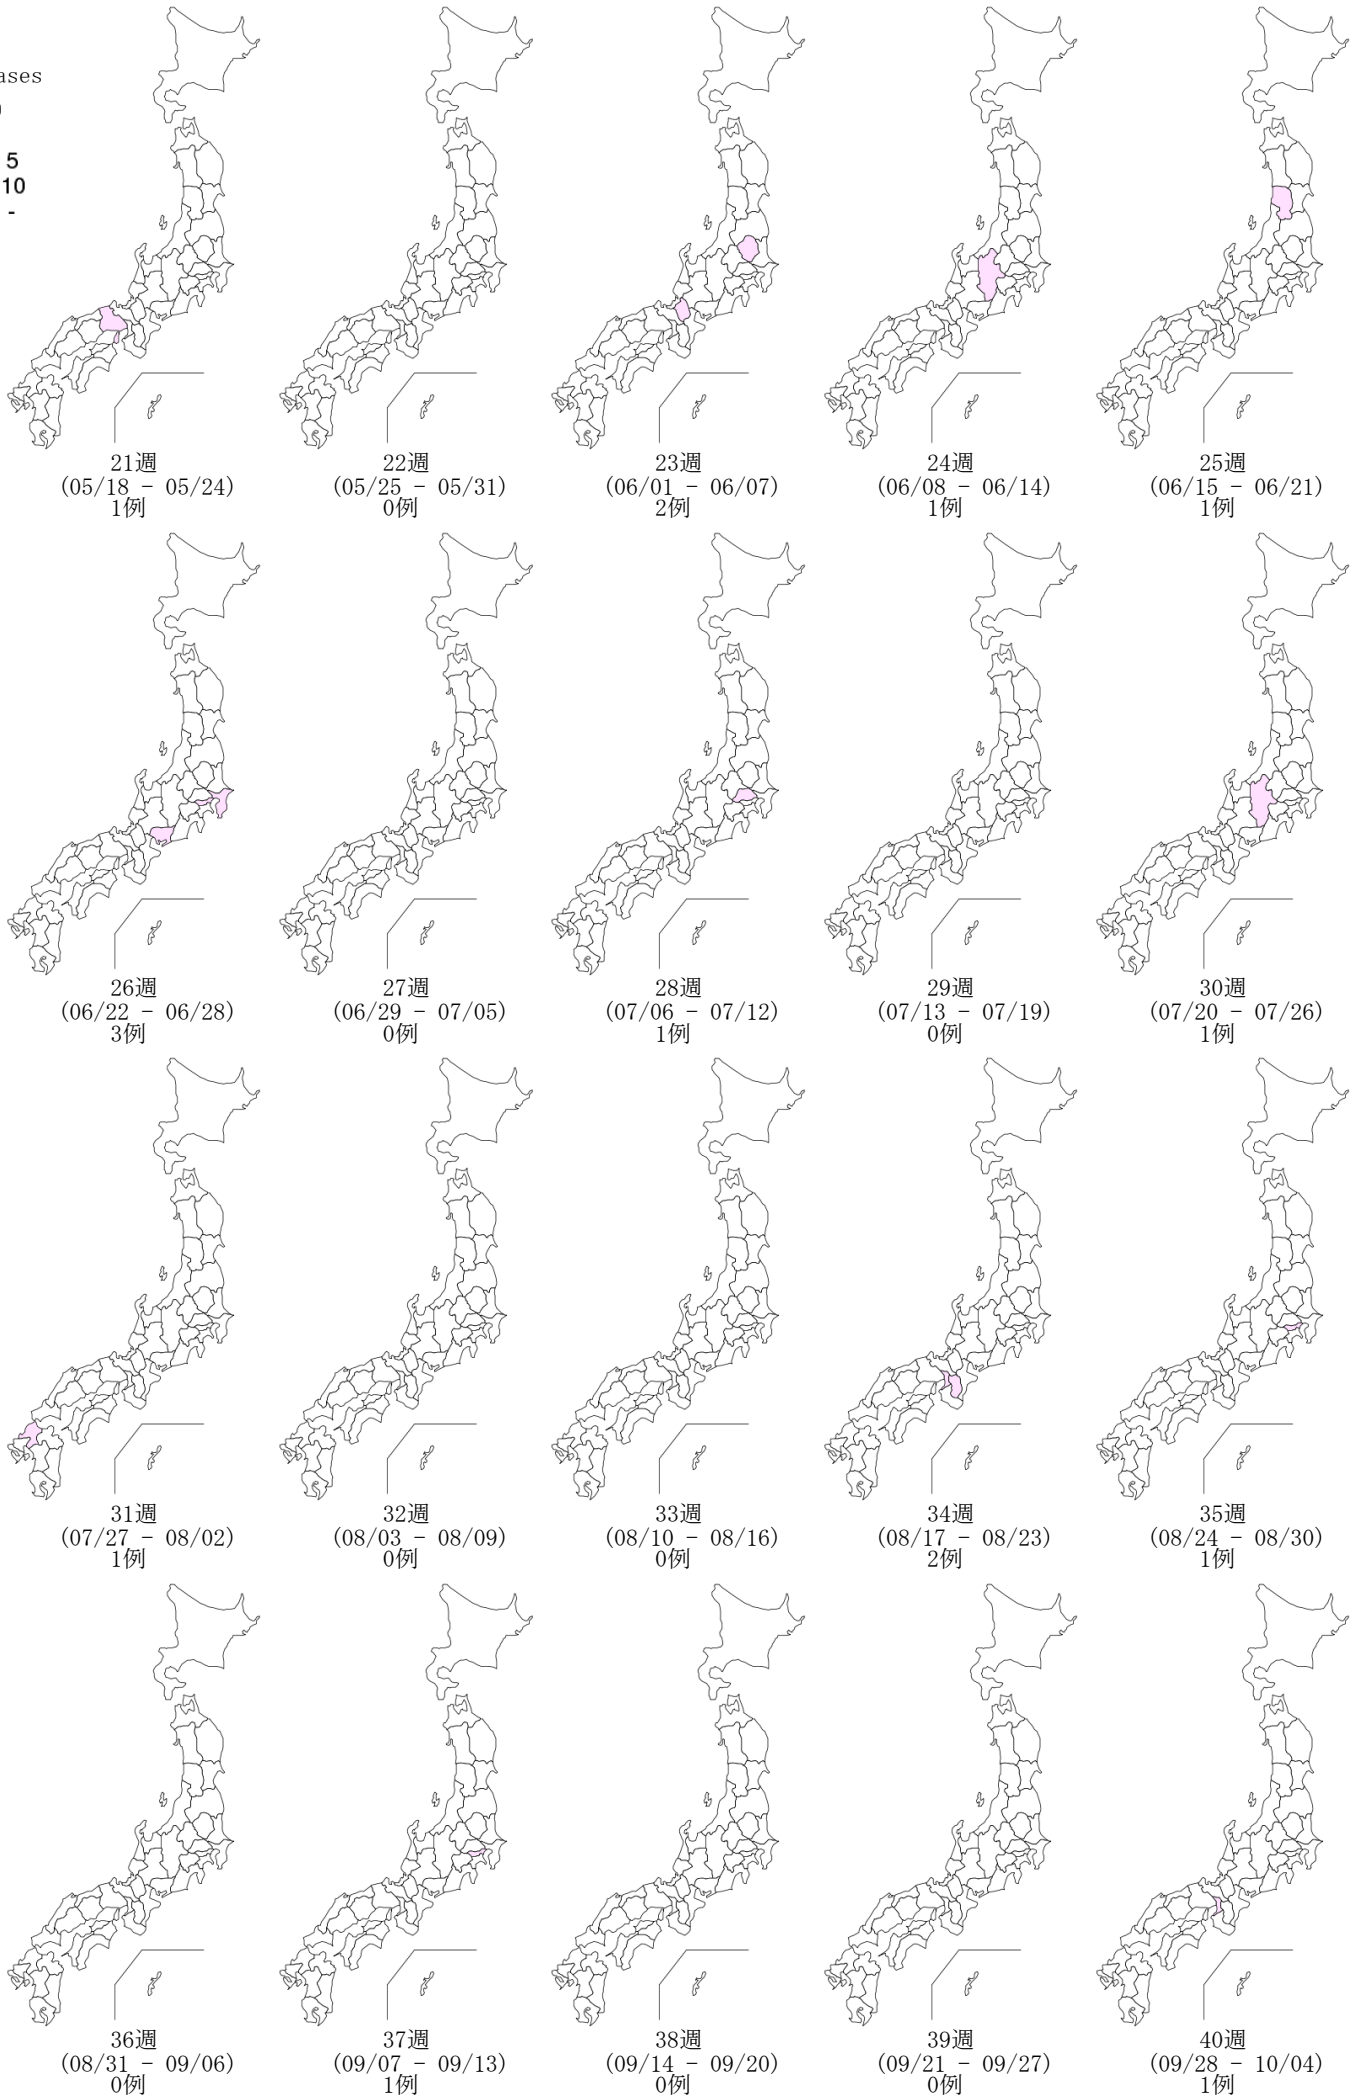 ases
5
10
-
21週
(05/18 - 05/24)
1例
22週
(05/25 - 05/31)
0例
23週
(06/01 - 06/07)
2例
24週
(06/08 - 06/14)
1例
25週
(06/15 - 06/21)
1例
26週
(06/22 - 06/28)
3例
27週
(06/29 - 07/05)
0例
28週
(07/06 - 07/12)
1例
29週
(07/13 - 07/19)
0例
30週
(07/20 - 07/26)
1例
31週
(07/27 - 08/02)
1例
32週
(08/03 - 08/09)
0例
33週
(08/10 - 08/16)
0例
34週
(08/17 - 08/23)
2例
35週
(08/24 - 08/30)
1例
36週
(08/31 - 09/06)
0例
37週
(09/07 - 09/13)
1例
38週
(09/14 - 09/20)
0例
39週
(09/21 - 09/27)
0例
40週
(09/28 - 10/04)
1例